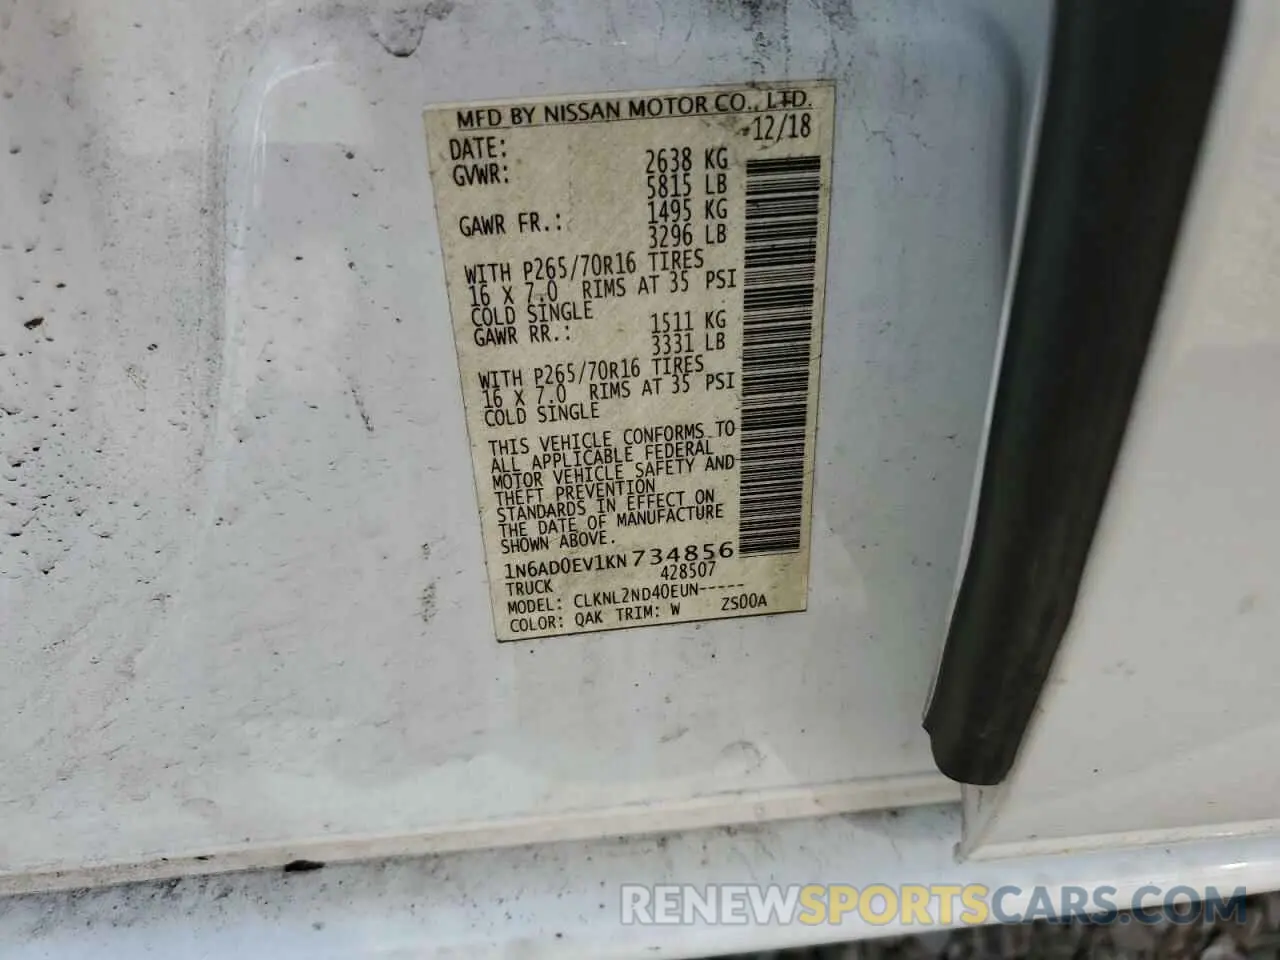 MFD BY NISSAN MOTOR CO., LTD.
DATE: 12/18
GVWR: 2638 KG
5815 LB
GAWR FR.: 1495 KG
3296 LB
WITH P265/70R16 TIRES
16 X 7.0 RIMS AT 35 PSI
COLD SINGLE
GAWR RR.: 1511 KG
3331 LB
WITH P265/70R16 TIRES
16 X 7.0 RIMS AT 35 PSI
COLD SINGLE
THIS VEHICLE CONFORMS TO
ALL APPLICABLE FEDERAL
MOTOR VEHICLE SAFETY AND
THEFT PREVENTION
STANDARDS IN EFFECT ON
THE DATE OF MANUFACTURE
SHOWN ABOVE.
1N6AD0EV1KN734856
TRUCK 428507
MODEL: CLKNL2ND40EUN-----
COLOR: QAK TRIM: W ZS00A
RENEWSPORTSCARS.COM